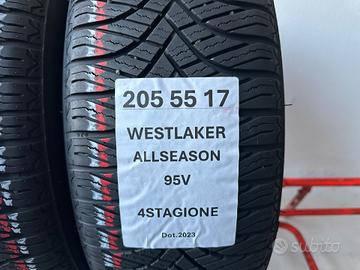 205 55 17
WESTLAKER
ALLSEASON
95V
4STAGIONE
Dot.2023
subito